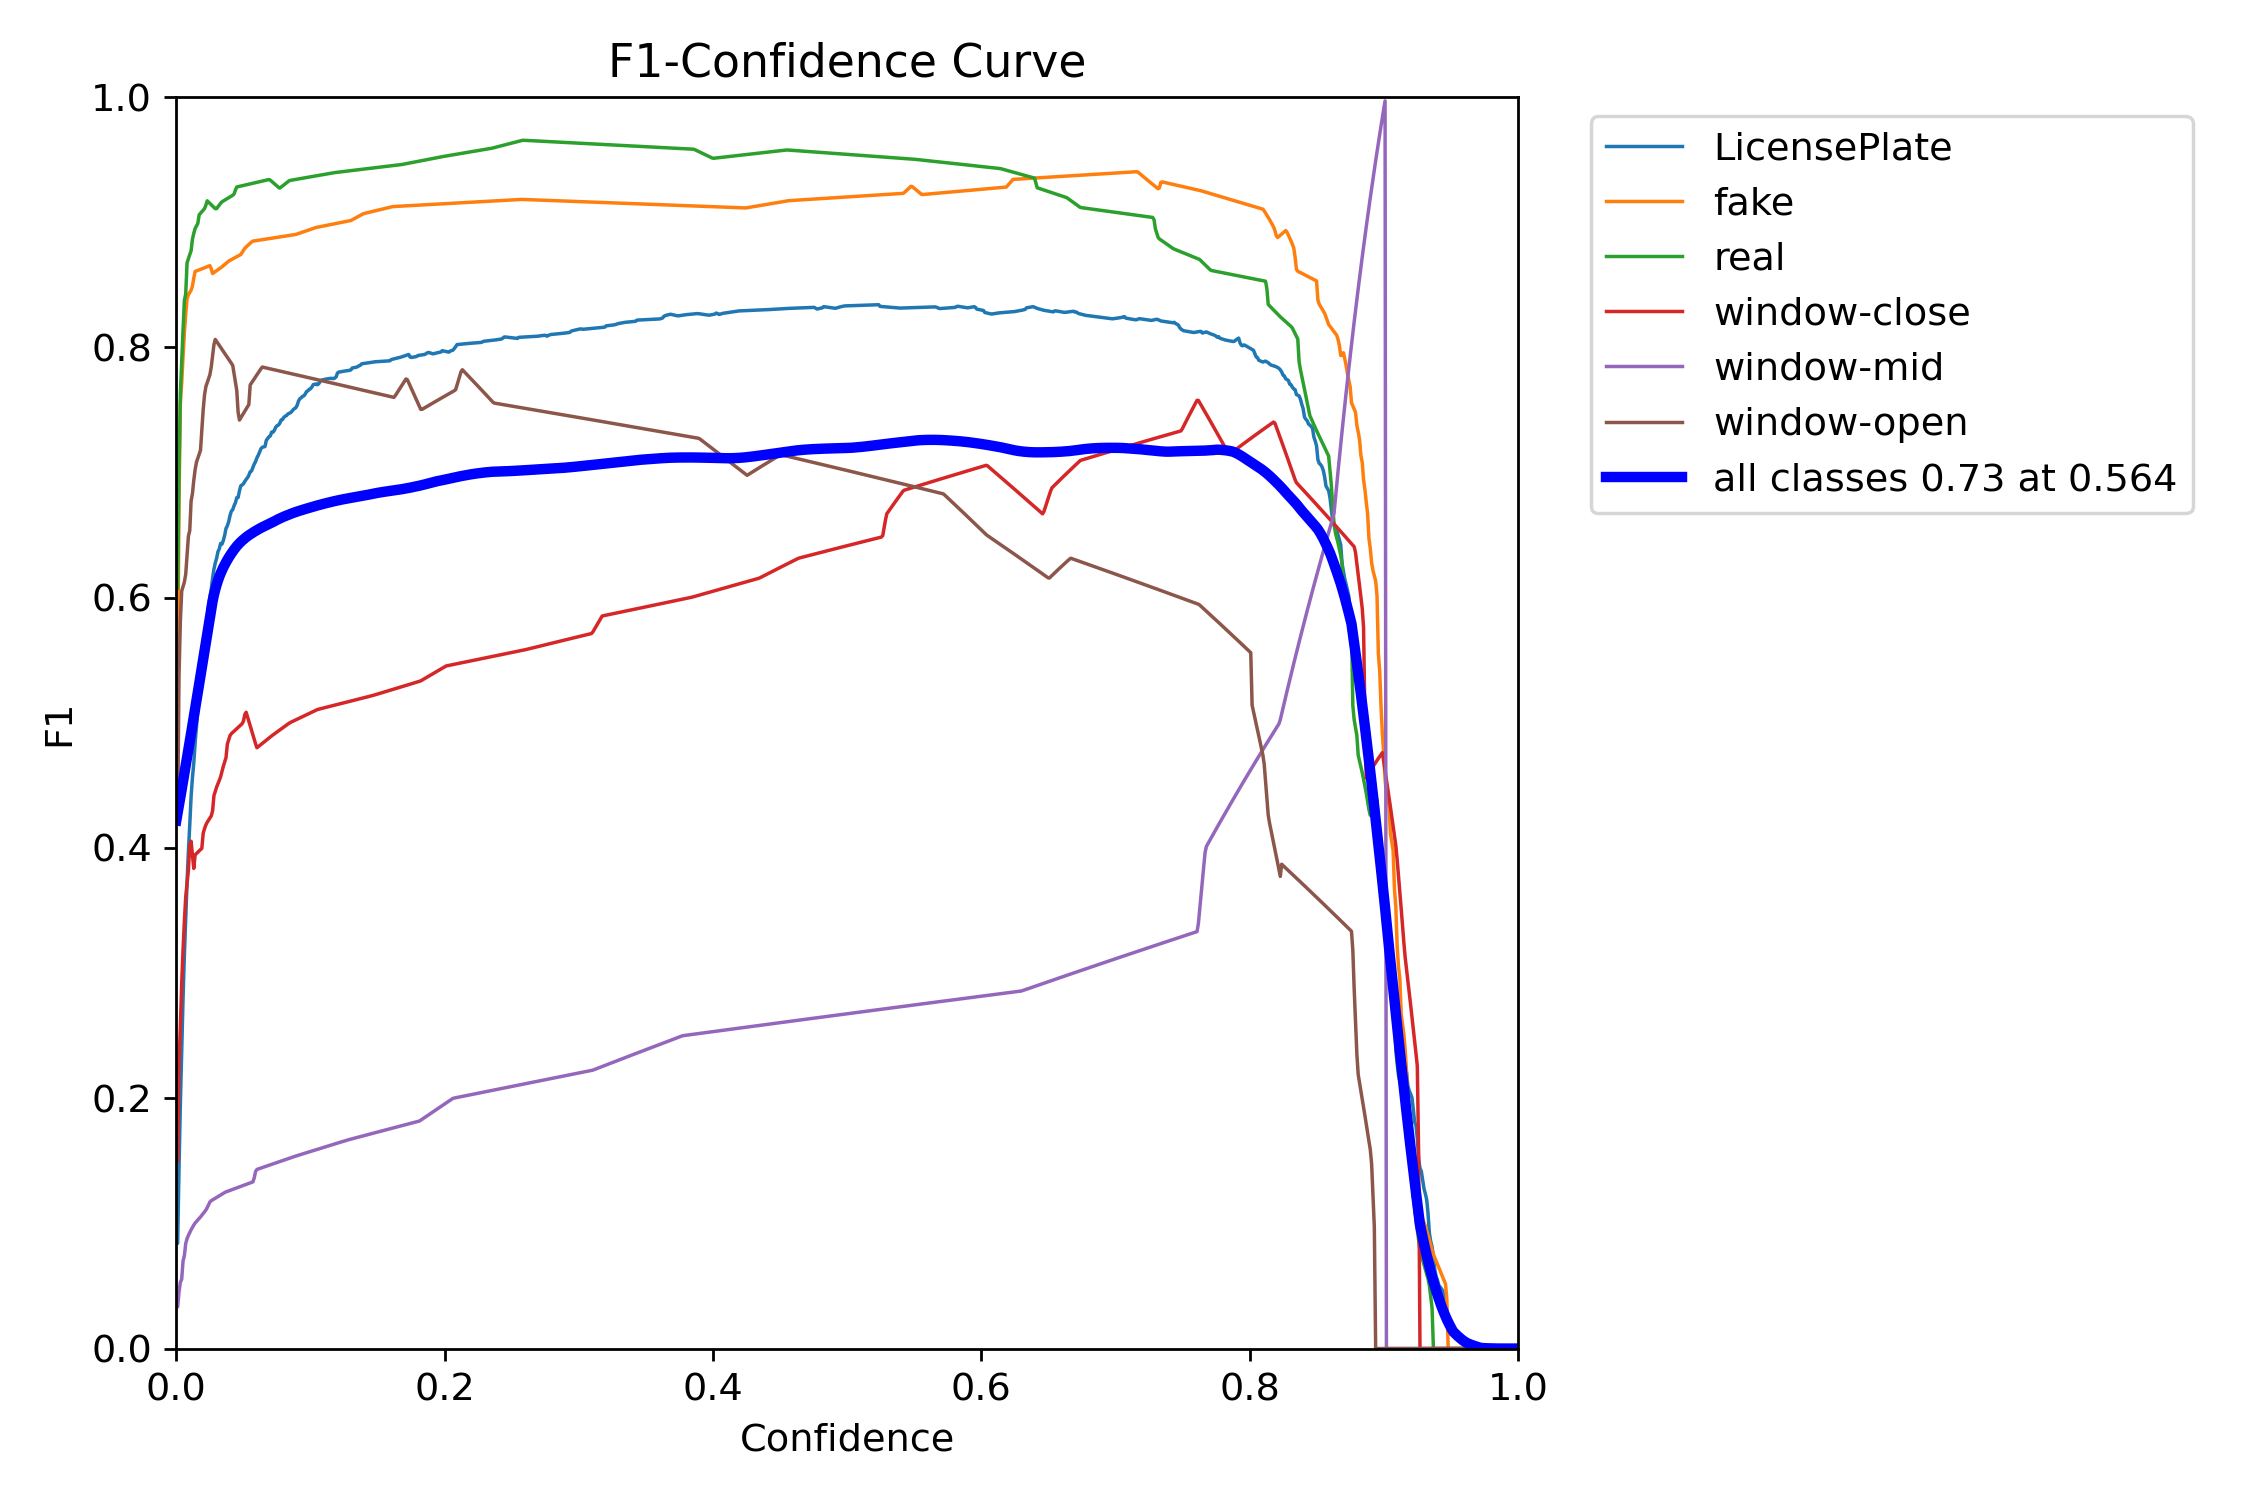 F1-Confidence Curve
1.0
0.8
0.6
0.4
0.2
0.0
F1
0.0 0.2 0.4 0.6 0.8 1.0
Confidence
LicensePlate
fake
real
window-close
window-mid
window-open
all classes 0.73 at 0.564